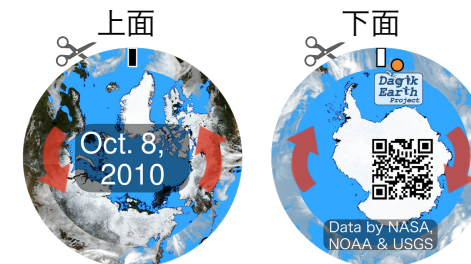 上面
下面
Dagik
Earth
Project
Oct. 8,
2010
Data by NASA,
NOAA & USGS